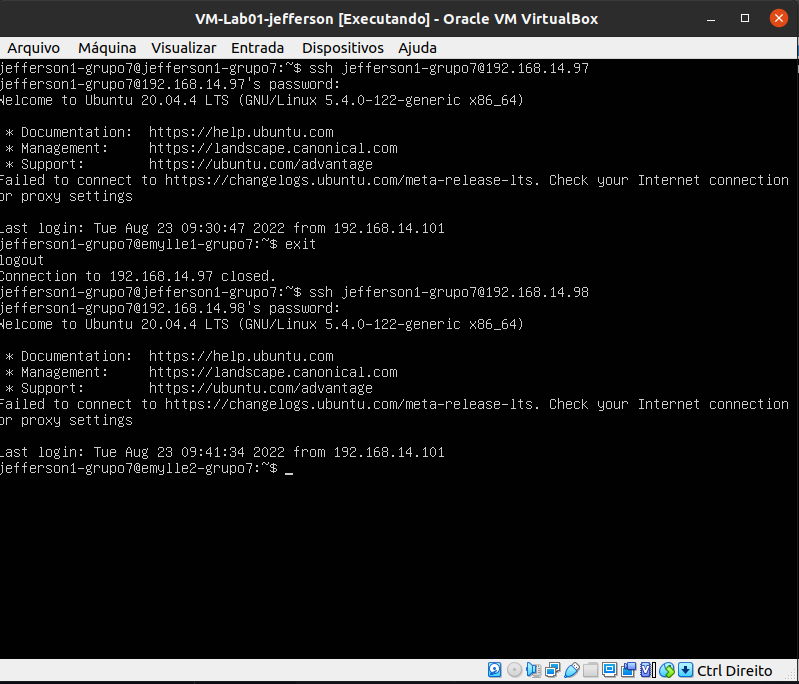 VM-Lab01-jefferson [Executando] - Oracle VM VirtualBox
Arquivo Máquina Visualizar Entrada Dispositivos Ajuda
jefferson1-grupo7@jefferson1-grupo7:~$ ssh jefferson1-grupo7@192.168.14.97
jefferson1-grupo7@192.168.14.97's password:
Welcome to Ubuntu 20.04.4 LTS (GNU/Linux 5.4.0-122-generic x86_64)
* Documentation: https://help.ubuntu.com
* Management: https://landscape.canonical.com
* Support: https://ubuntu.com/advantage
Failed to connect to https://changelogs.ubuntu.com/meta-release-lts. Check your Internet connection
or proxy settings
Last login: Tue Aug 23 09:30:47 2022 from 192.168.14.101
jefferson1-grupo7@emylle1-grupo7:~$ exit
logout
Connection to 192.168.14.97 closed.
jefferson1-grupo7@jefferson1-grupo7:~$ ssh jefferson1-grupo7@192.168.14.98
jefferson1-grupo7@192.168.14.98's password:
Welcome to Ubuntu 20.04.4 LTS (GNU/Linux 5.4.0-122-generic x86_64)
* Documentation: https://help.ubuntu.com
* Management: https://landscape.canonical.com
* Support: https://ubuntu.com/advantage
Failed to connect to https://changelogs.ubuntu.com/meta-release-lts. Check your Internet connection
or proxy settings
Last login: Tue Aug 23 09:41:34 2022 from 192.168.14.101
jefferson1-grupo7@emylle2-grupo7:~$ _
Ctrl Direito